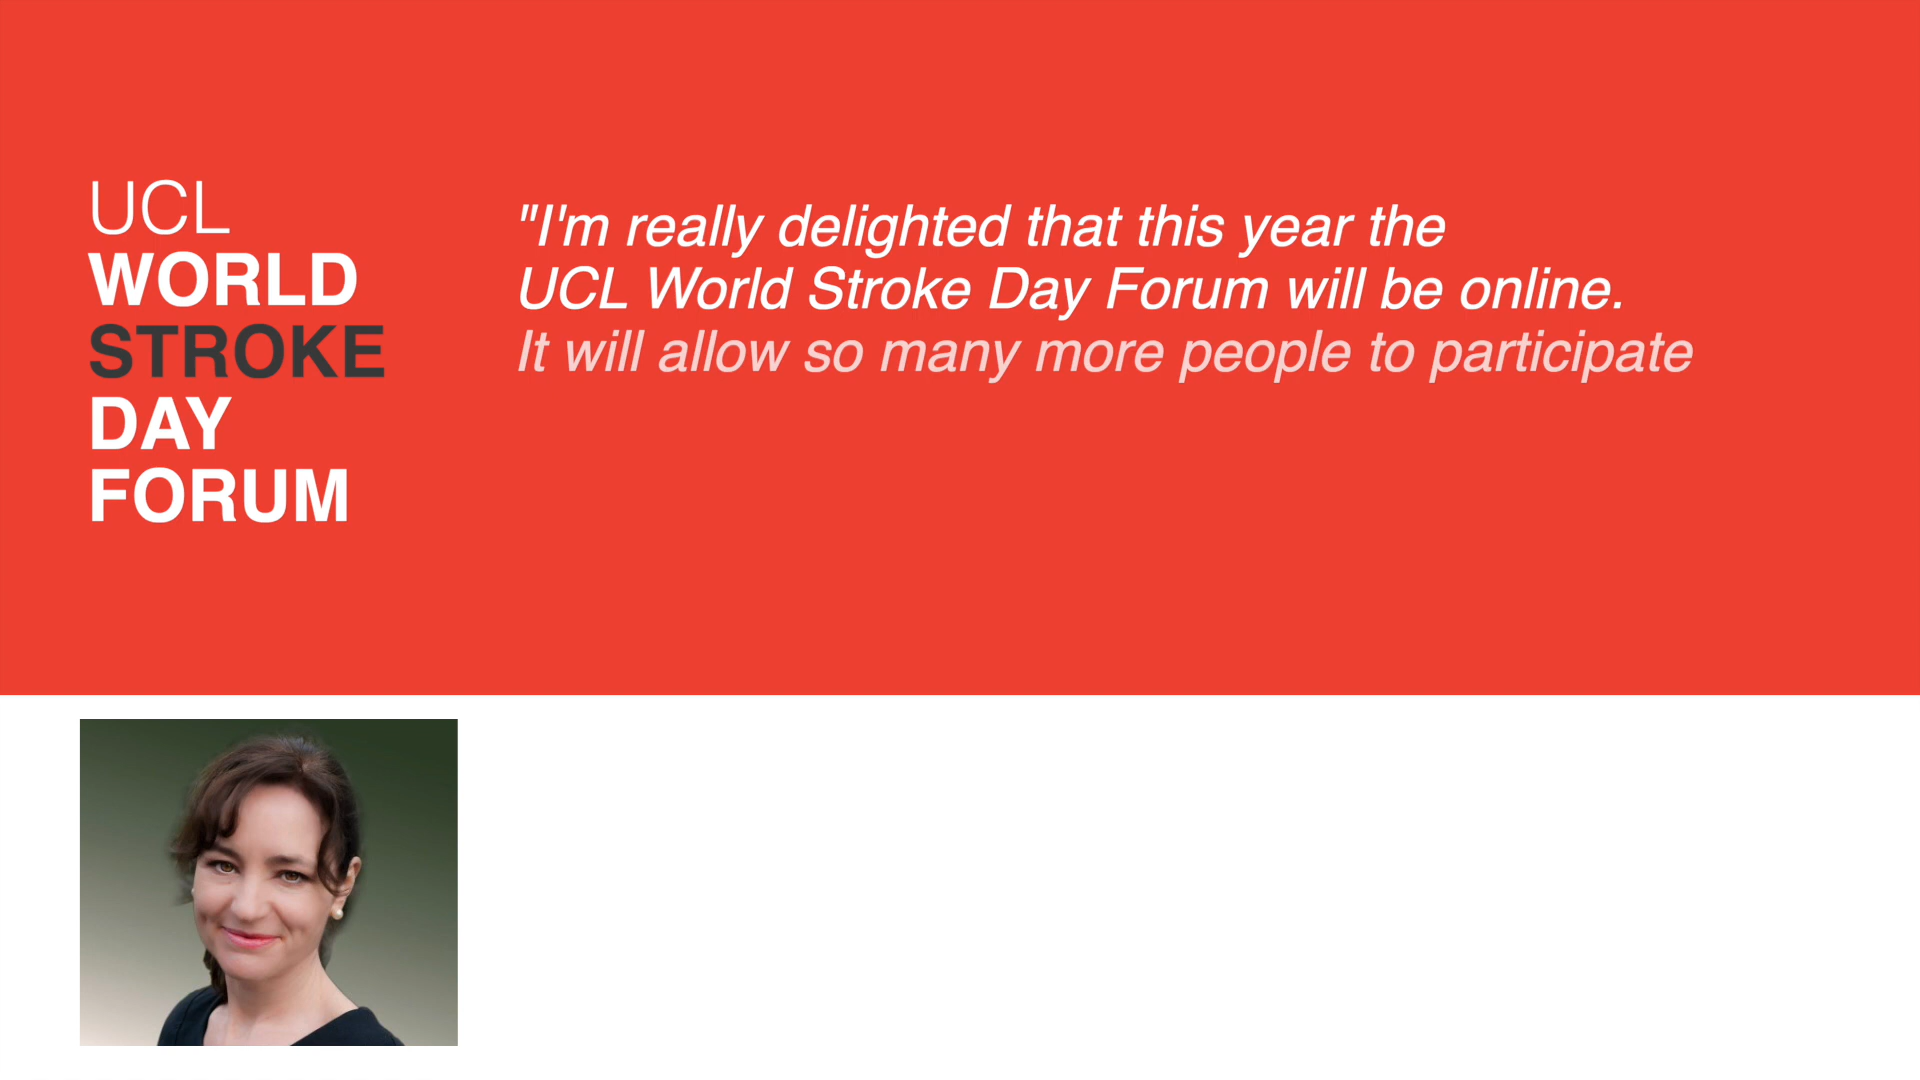 UCL
WORLD
STROKE
DAY
FORUM
"I'm really delighted that this year the
UCL World Stroke Day Forum will be online.
It will allow so many more people to participate